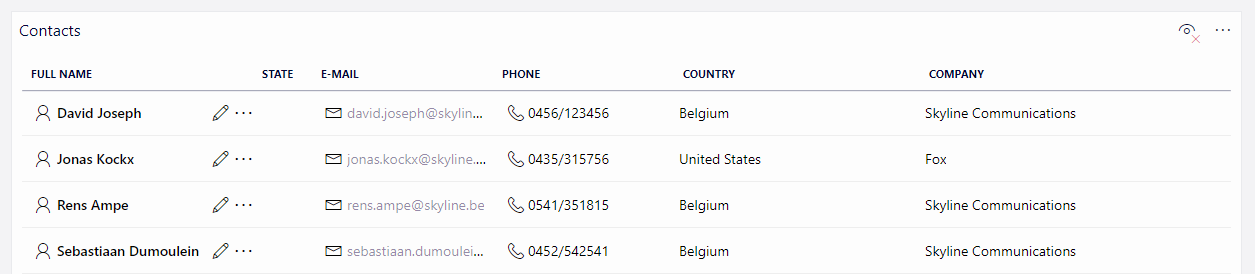 Contacts
FULL NAME STATE E-MAIL PHONE COUNTRY COMPANY
David Joseph david.joseph@skylin... 0456/123456 Belgium Skyline Communications
Jonas Kockx jonas.kockx@skyline.... 0435/315756 United States Fox
Rens Ampe rens.ampe@skyline.be 0541/351815 Belgium Skyline Communications
Sebastiaan Dumoulein sebastiaan.dumoulei... 0452/542541 Belgium Skyline Communications